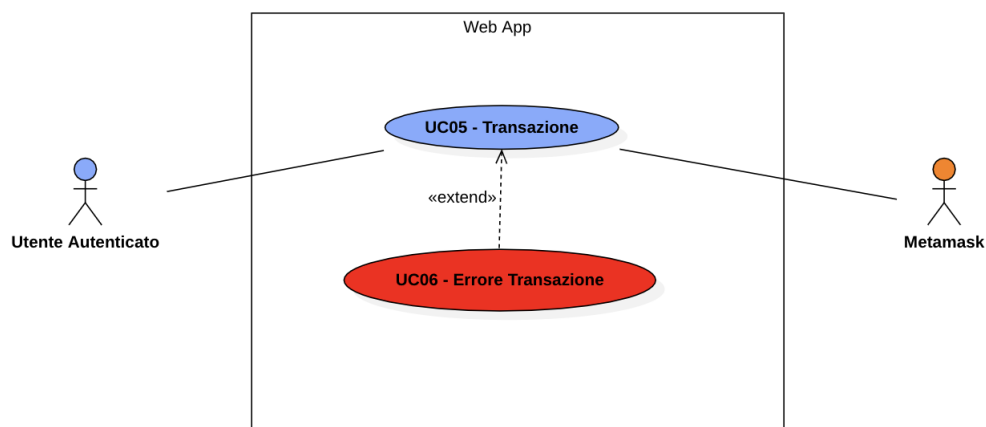 Web App
UC05 - Transazione
«extend»
Utente Autenticato
Metamask
UC06 - Errore Transazione